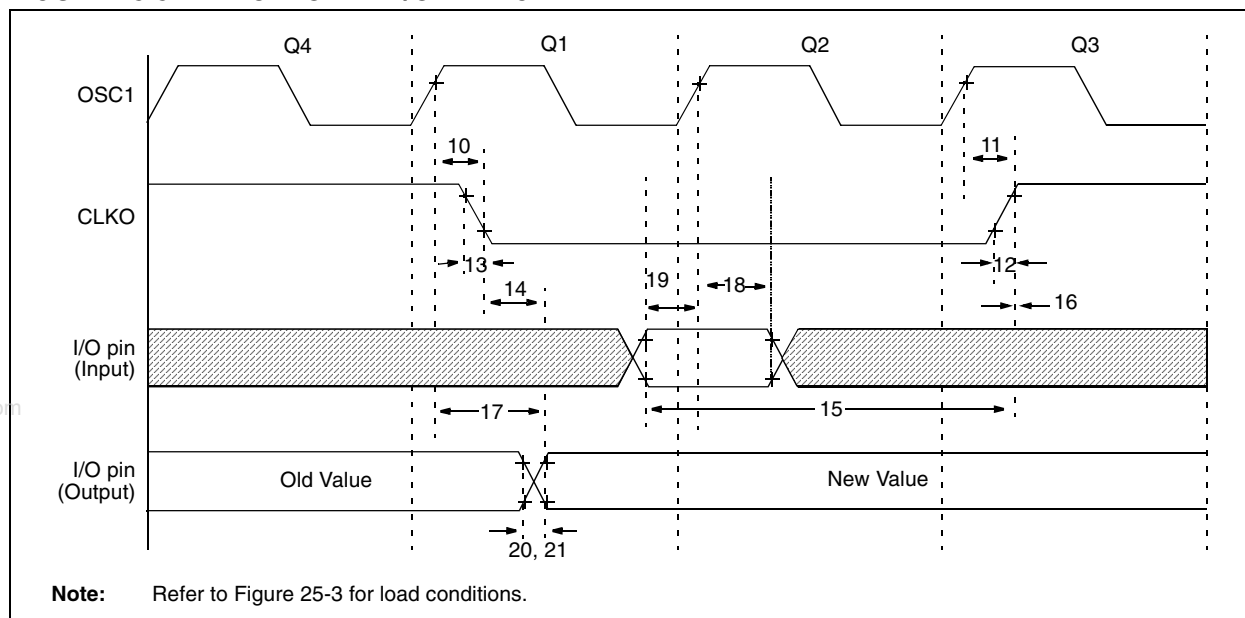 Q4 Q1 Q2 Q3
OSC1
10 11
CLKO
13 12
14 19 18 16
I/O pin
(Input)
om
17 15
I/O pin
(Output)
Old Value New Value
20, 21
Note: Refer to Figure 25-3 for load conditions.